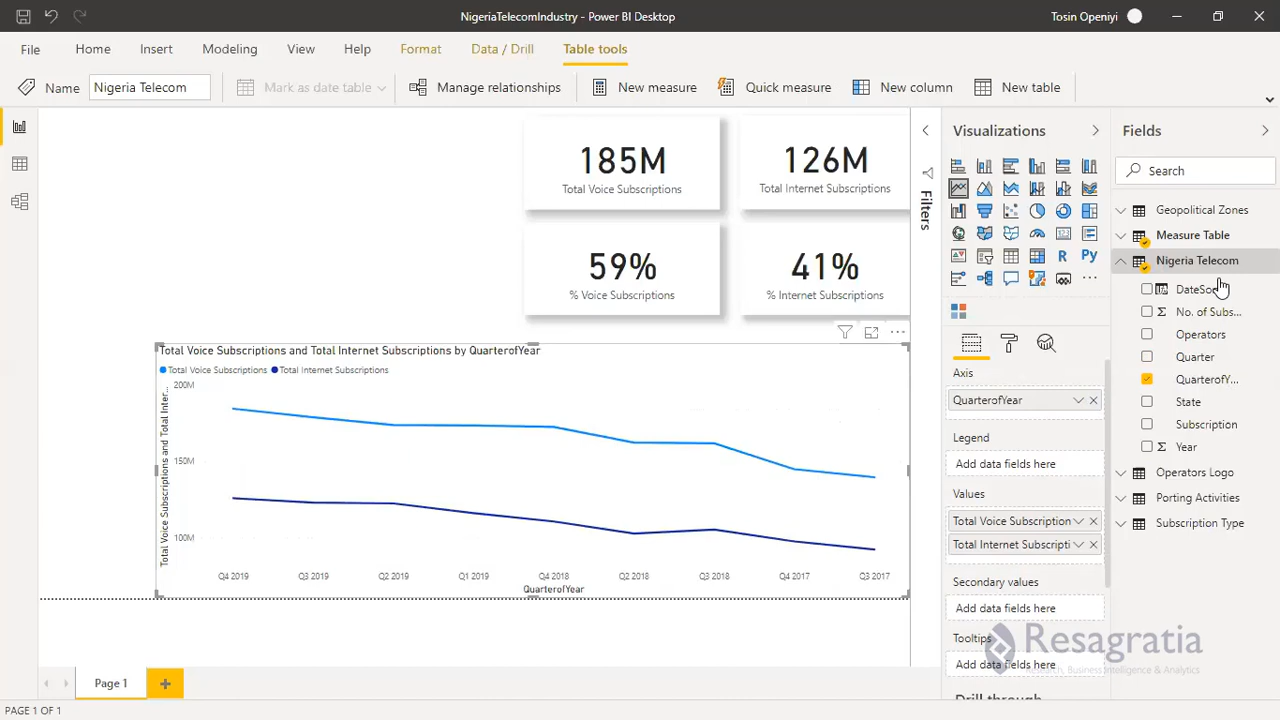 NigeriaTelecomIndustry - Power BI Desktop
Tosin Openiyi
File Home Insert Modeling View Help Format Data / Drill Table tools
Name Nigeria Telecom Mark as date table Manage relationships New measure Quick measure New column New table
185M
Total Voice Subscriptions
126M
Total Internet Subscriptions
59%
% Voice Subscriptions
41%
% Internet Subscriptions
Total Voice Subscriptions and Total Internet Subscriptions by QuarterofYear
Total Voice Subscriptions Total Internet Subscriptions
Total Voice Subscriptions and Total Inter...
200M
150M
100M
Q4 2019 Q3 2019 Q2 2019 Q1 2019 Q4 2018 Q2 2018 Q3 2018 Q4 2017 Q3 2017
QuarterofYear
Filters
Visualizations
R Py
Axis
QuarterofYear
Legend
Add data fields here
Values
Total Voice Subscription
Total Internet Subscripti
Secondary values
Add data fields here
Tooltips
Add data fields here
Drill through
Fields
Search
Geopolitical Zones
Measure Table
Nigeria Telecom
No. of Subs...
Operators
Quarter
QuarterofY...
State
Subscription
Year
Operators Logo
Porting Activities
Subscription Type
Resagratia
Research, Business Intelligence & Analytics
Page 1
PAGE 1 OF 1